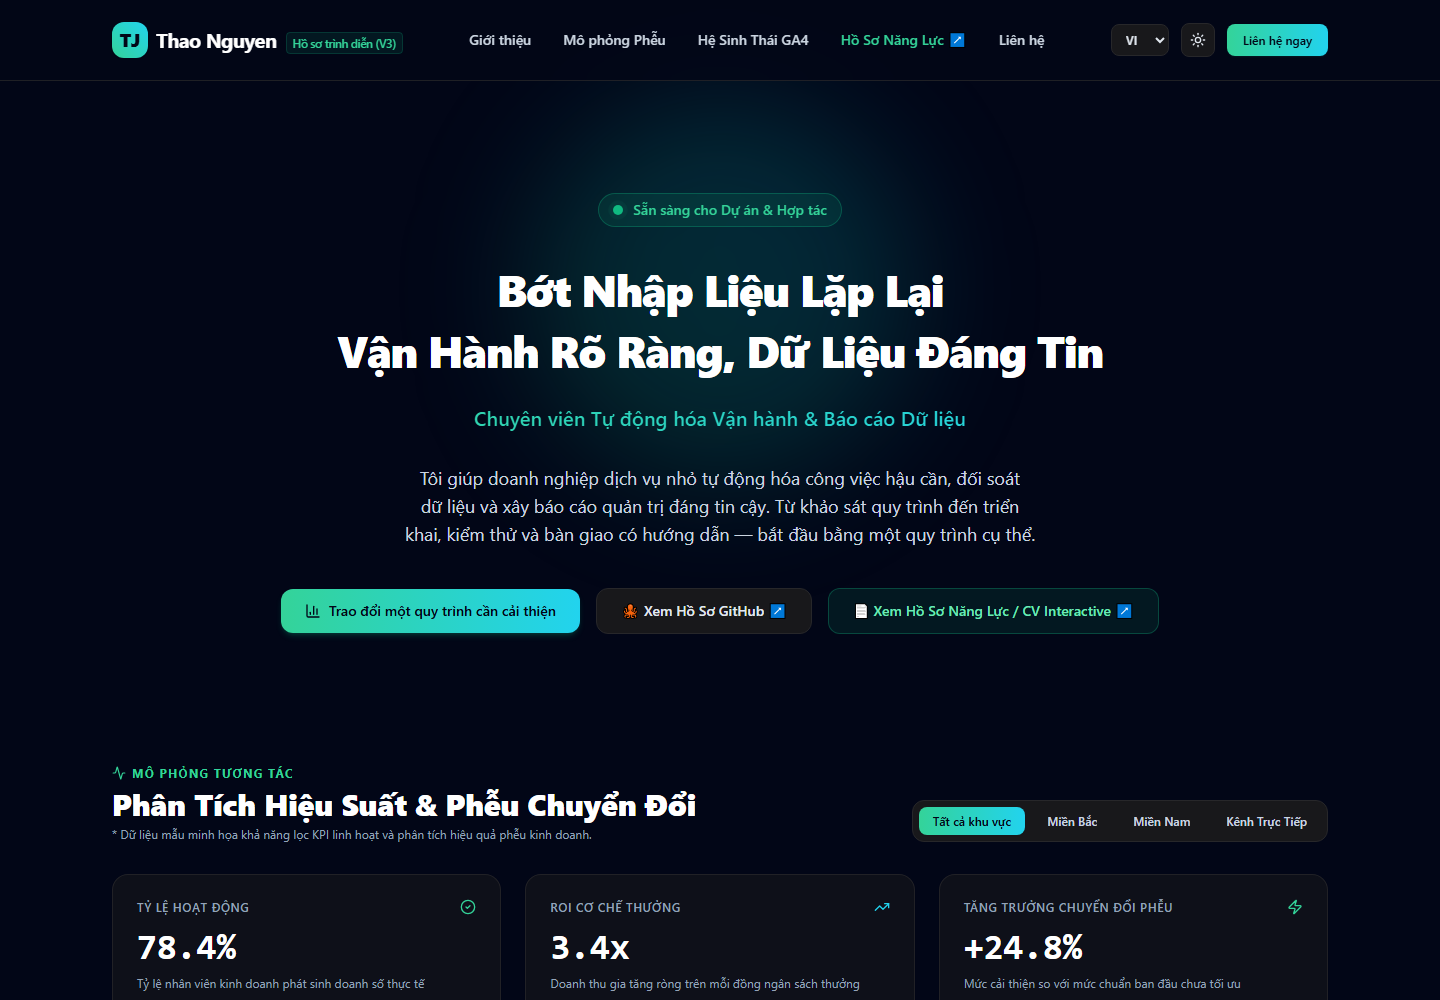 TJ Thao Nguyen Hồ sơ trình diễn (V3) Giới thiệu Mô phỏng Phễu Hệ Sinh Thái GA4 Hồ Sơ Năng Lực ↗ Liên hệ VI Liên hệ ngay
Sẵn sàng cho Dự án & Hợp tác
Bớt Nhập Liệu Lặp Lại
Vận Hành Rõ Ràng, Dữ Liệu Đáng Tin
Chuyên viên Tự động hóa Vận hành & Báo cáo Dữ liệu
Tôi giúp doanh nghiệp dịch vụ nhỏ tự động hóa công việc hậu cần, đối soát
dữ liệu và xây báo cáo quản trị đáng tin cậy. Từ khảo sát quy trình đến triển
khai, kiểm thử và bàn giao có hướng dẫn — bắt đầu bằng một quy trình cụ thể.
Trao đổi một quy trình cần cải thiện
Xem Hồ Sơ GitHub ↗
Xem Hồ Sơ Năng Lực / CV Interactive ↗
MÔ PHỎNG TƯƠNG TÁC
Phân Tích Hiệu Suất & Phễu Chuyển Đổi
* Dữ liệu mẫu minh họa khả năng lọc KPI linh hoạt và phân tích hiệu quả phễu kinh doanh.
Tất cả khu vực Miền Bắc Miền Nam Kênh Trực Tiếp
TỶ LỆ HOẠT ĐỘNG
78.4%
Tỷ lệ nhân viên kinh doanh phát sinh doanh số thực tế
ROI CƠ CHẾ THƯỞNG
3.4x
Doanh thu gia tăng ròng trên mỗi đồng ngân sách thưởng
TĂNG TRƯỞNG CHUYỂN ĐỔI PHỄU
+24.8%
Mức cải thiện so với mức chuẩn ban đầu chưa tối ưu